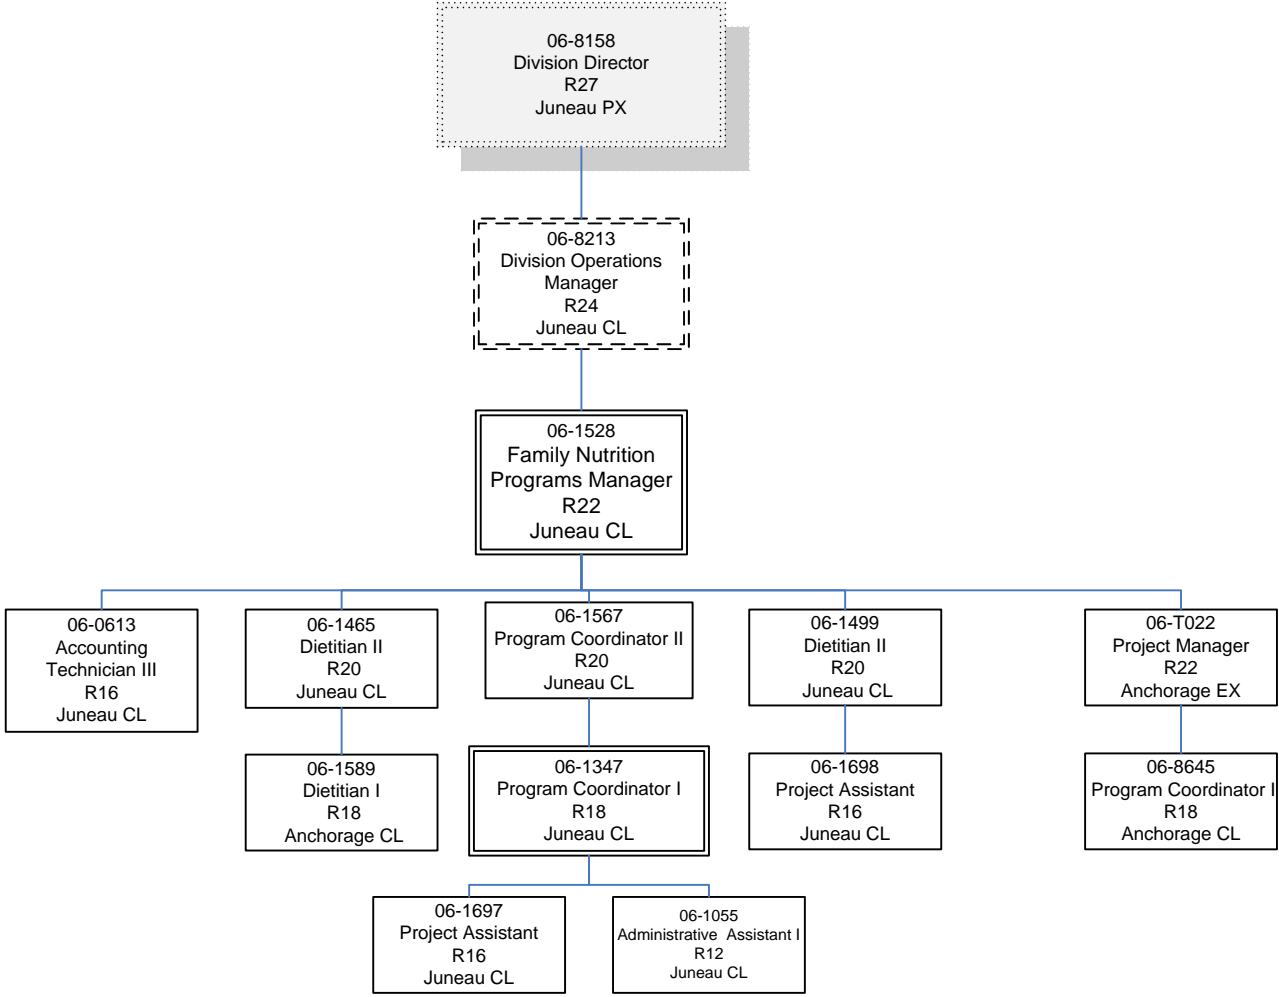 06-8158
Division Director
R27
Juneau PX
06-8213
Division Operations
Manager
R24
Juneau CL
06-1528
Family Nutrition
Programs Manager
R22
Juneau CL
06-0613
Accounting
Technician III
R16
Juneau CL
06-1465
Dietitian II
R20
Juneau CL
06-1567
Program Coordinator II
R20
Juneau CL
06-1499
Dietitian II
R20
Juneau CL
06-T022
Project Manager
R22
Anchorage EX
06-1589
Dietitian I
R18
Anchorage CL
06-1347
Program Coordinator I
R18
Juneau CL
06-1698
Project Assistant
R16
Juneau CL
06-8645
Program Coordinator I
R18
Anchorage CL
06-1697
Project Assistant
R16
Juneau CL
06-1055
Administrative Assistant I
R12
Juneau CL